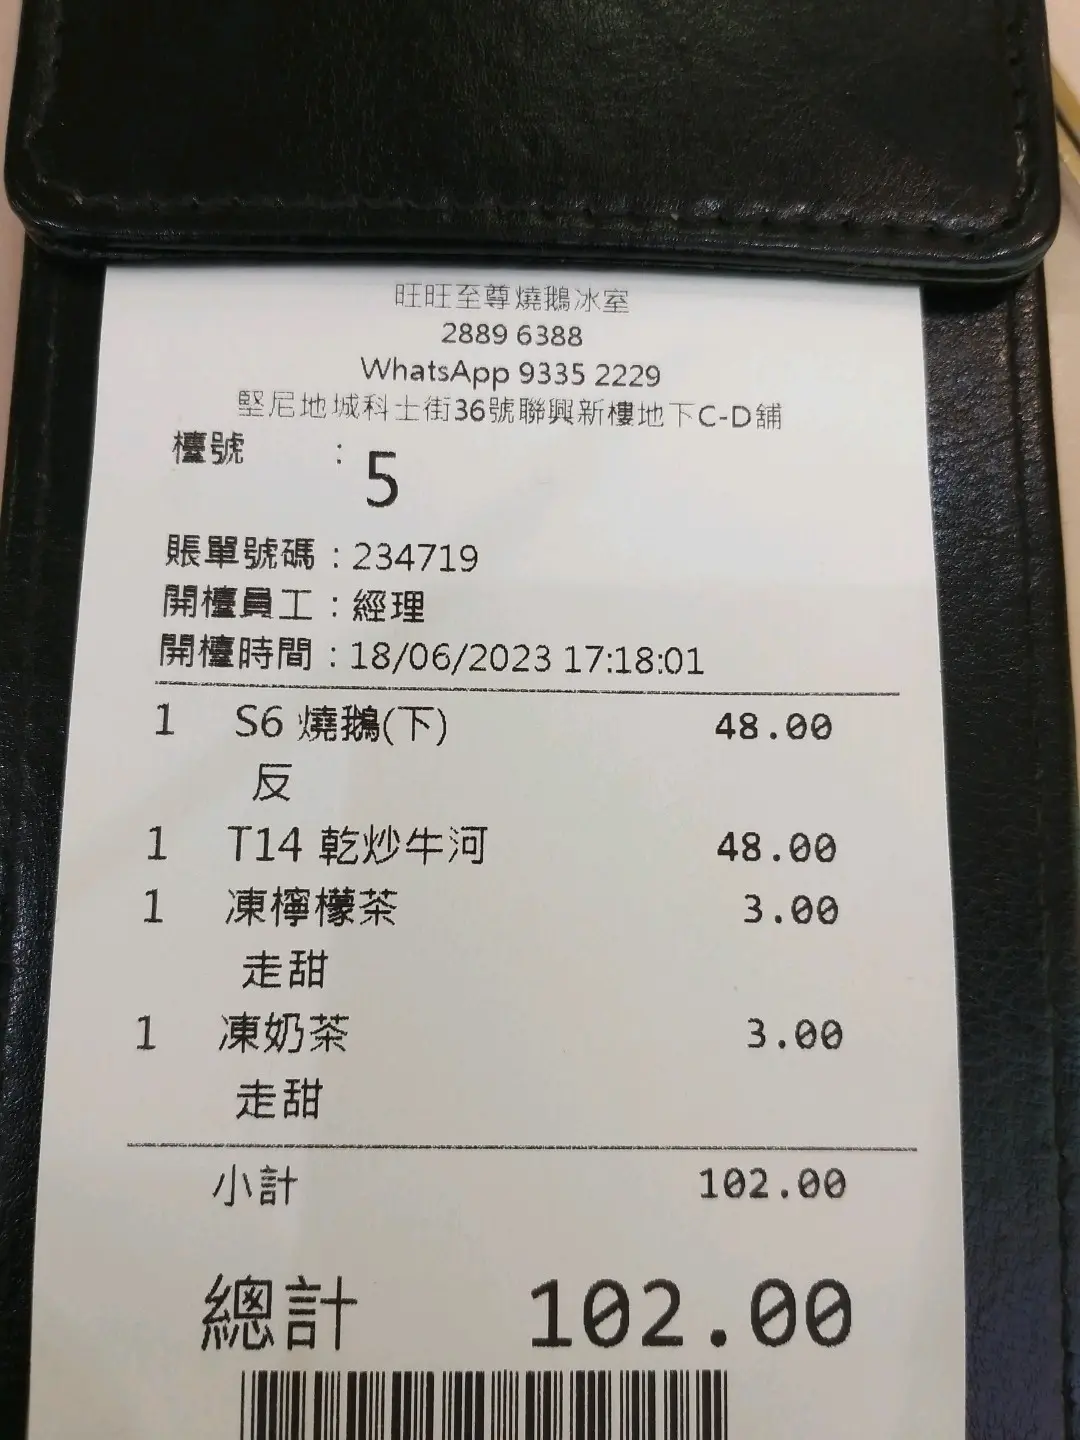 旺旺至尊燒鵝冰室
2889 6388
WhatsApp 9335 2229
堅尼地城科士街36號聯興新樓地下C-D舖
檯號 : 5
賬單號碼 : 234719
開檯員工 : 經理
開檯時間 : 18/06/2023 17:18:01
1 S6 燒鵝(下) 48.00
反
1 T14 乾炒牛河 48.00
1 凍檸檬茶 3.00
走甜
1 凍奶茶 3.00
走甜
小計 102.00
總計 102.00